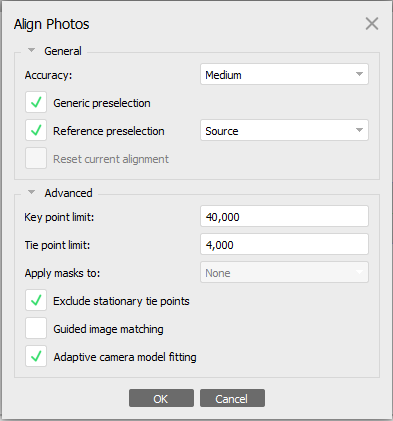 Align Photos
General
Accuracy: Medium
Generic preselection
Reference preselection Source
Reset current alignment
Advanced
Key point limit: 40,000
Tie point limit: 4,000
Apply masks to: None
Exclude stationary tie points
Guided image matching
Adaptive camera model fitting
OK Cancel